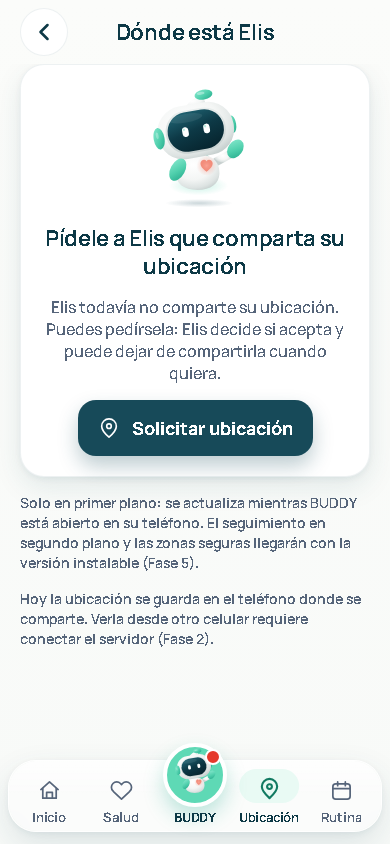 Dónde está Elis
Pídele a Elis que comparta su
ubicación
Elis todavía no comparte su ubicación.
Puedes pedírsela: Elis decide si acepta y
puede dejar de compartirla cuando
quiera.
Solicitar ubicación
Solo en primer plano: se actualiza mientras BUDDY
está abierto en su teléfono. El seguimiento en
segundo plano y las zonas seguras llegarán con la
versión instalable (Fase 5).
Hoy la ubicación se guarda en el teléfono donde se
comparte. Verla desde otro celular requiere
conectar el servidor (Fase 2).
Inicio
Salud
BUDDY
Ubicación
Rutina